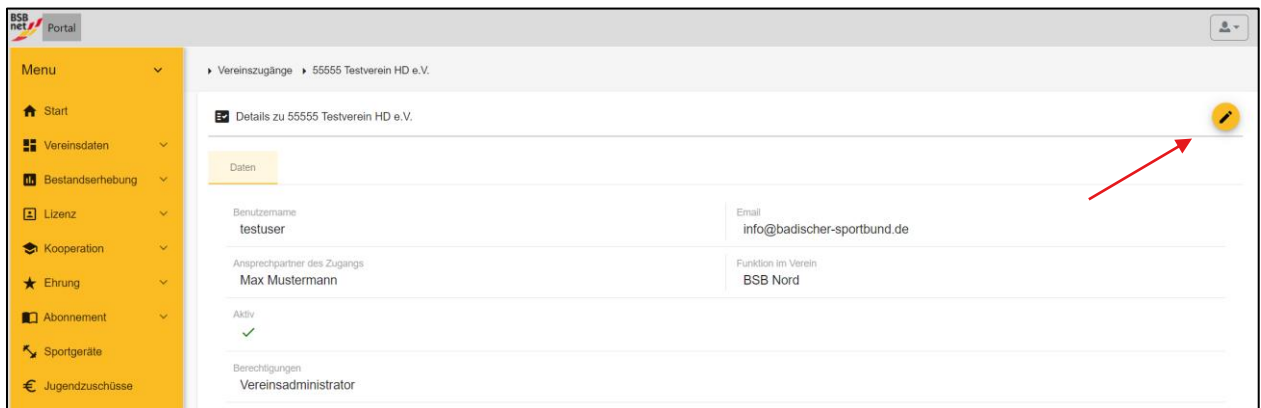 BSB
net
Portal
Menu
Vereinszugänge
55555 Testverein HD e.V.
Start
Details zu 55555 Testverein HD e.V.
Vereinsdaten
Daten
Bestandserhebung
Lizenz
Benutzername
Email
testuser
info@badischer-sportbund.de
Kooperation
Ansprechpartner des Zugangs
Funktion im Verein
Max Mustermann
BSB Nord
Ehrung
Abonnement
Aktiv
Sportgeräte
Berechtigungen
Vereinsadministrator
Jugendzuschüsse